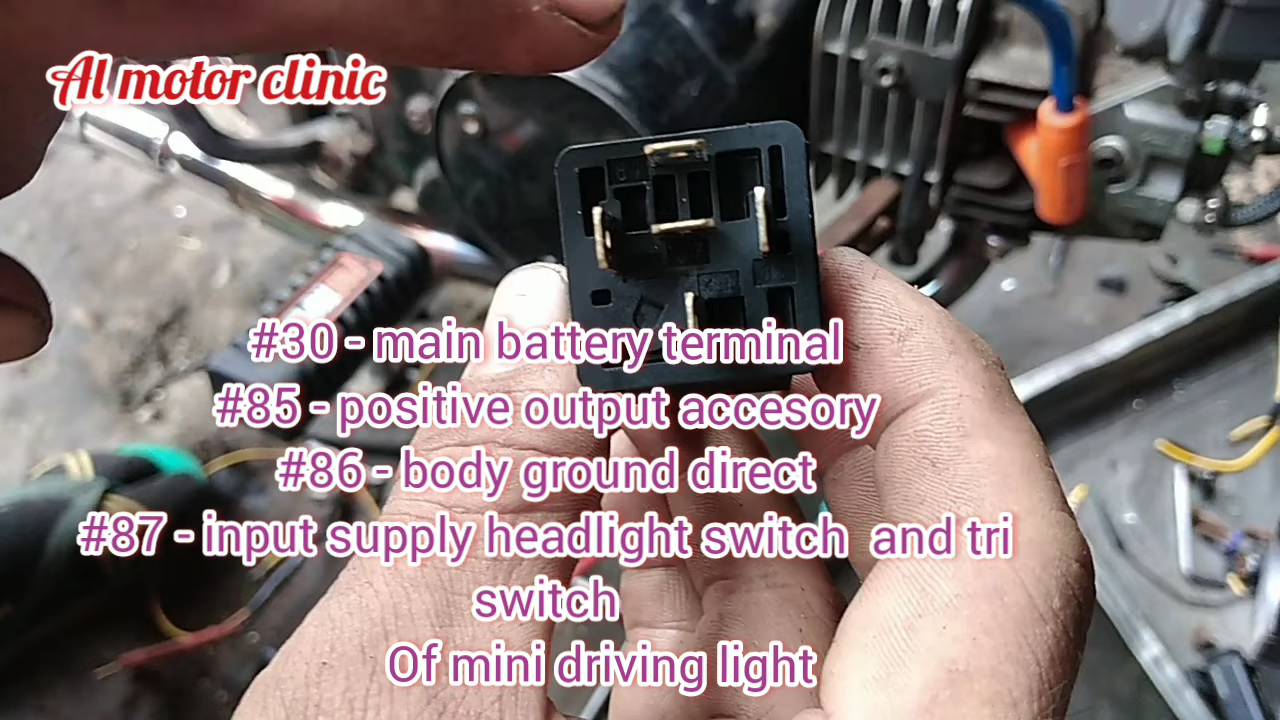 Al motor clinic
#30 - main battery terminal
#85 - positive output accesory
#86 - body ground direct
#87 - input supply headlight switch and tri
switch
Of mini driving light